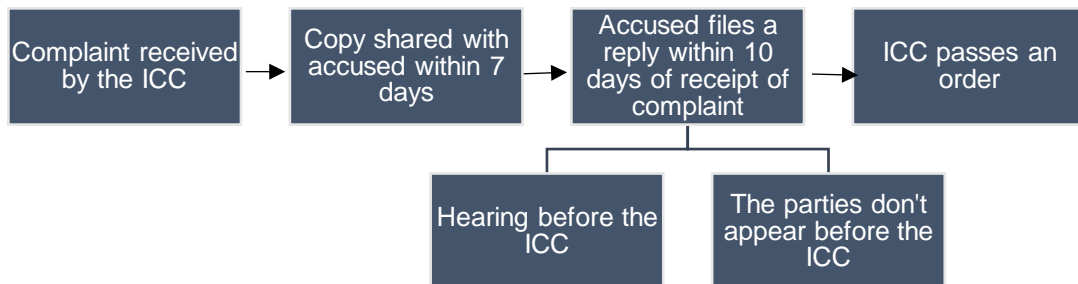 Complaint received
by the ICC
Copy shared with
accused within 7
days
Accused files a
reply within 10
days of receipt of
complaint
ICC passes an
order
Hearing before the
ICC
The parties don't
appear before the
ICC